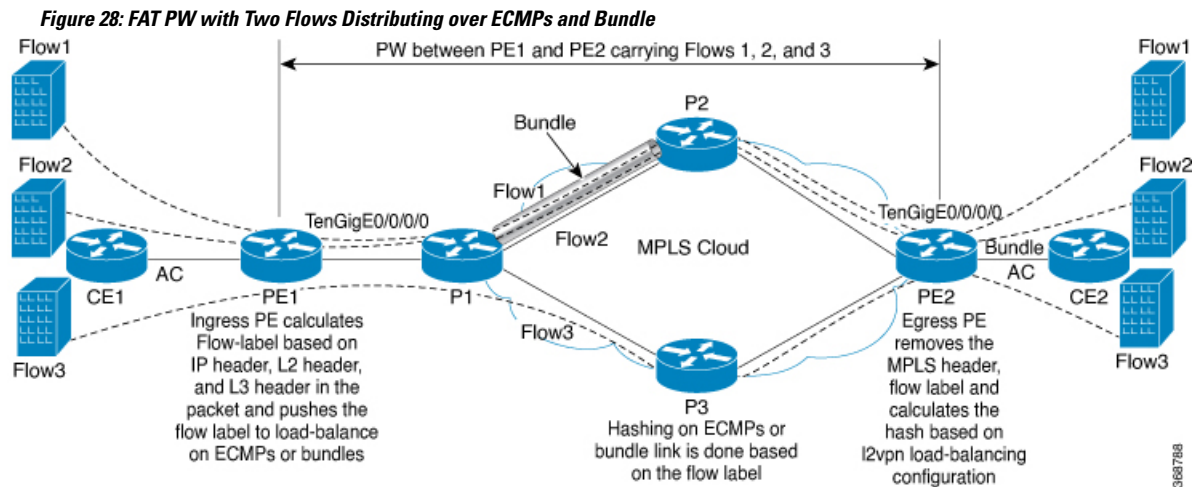 Figure 28: FAT PW with Two Flows Distributing over ECMPs and Bundle
Flow1
PW between PE1 and PE2 carrying Flows 1, 2, and 3
Flow1
P2
Bundle
Flow2
Flow1
Flow2
TenGigE0/0/0/0
Flow2
MPLS Cloud
TenGigE0/0/0/0
Bundle
AC
AC
CE1
PE1
P1
PE2
CE2
Flow3
Flow3
Flow3
Ingress PE calculates
Flow-label based on
IP header, L2 header,
and L3 header in the
packet and pushes the
flow label to load-balance
on ECMPs or bundles
P3
Hashing on ECMPs or
bundle link is done based
on the flow label
Egress PE
removes the
MPLS header,
flow label and
calculates the
hash based on
l2vpn load-balancing
configuration
368788